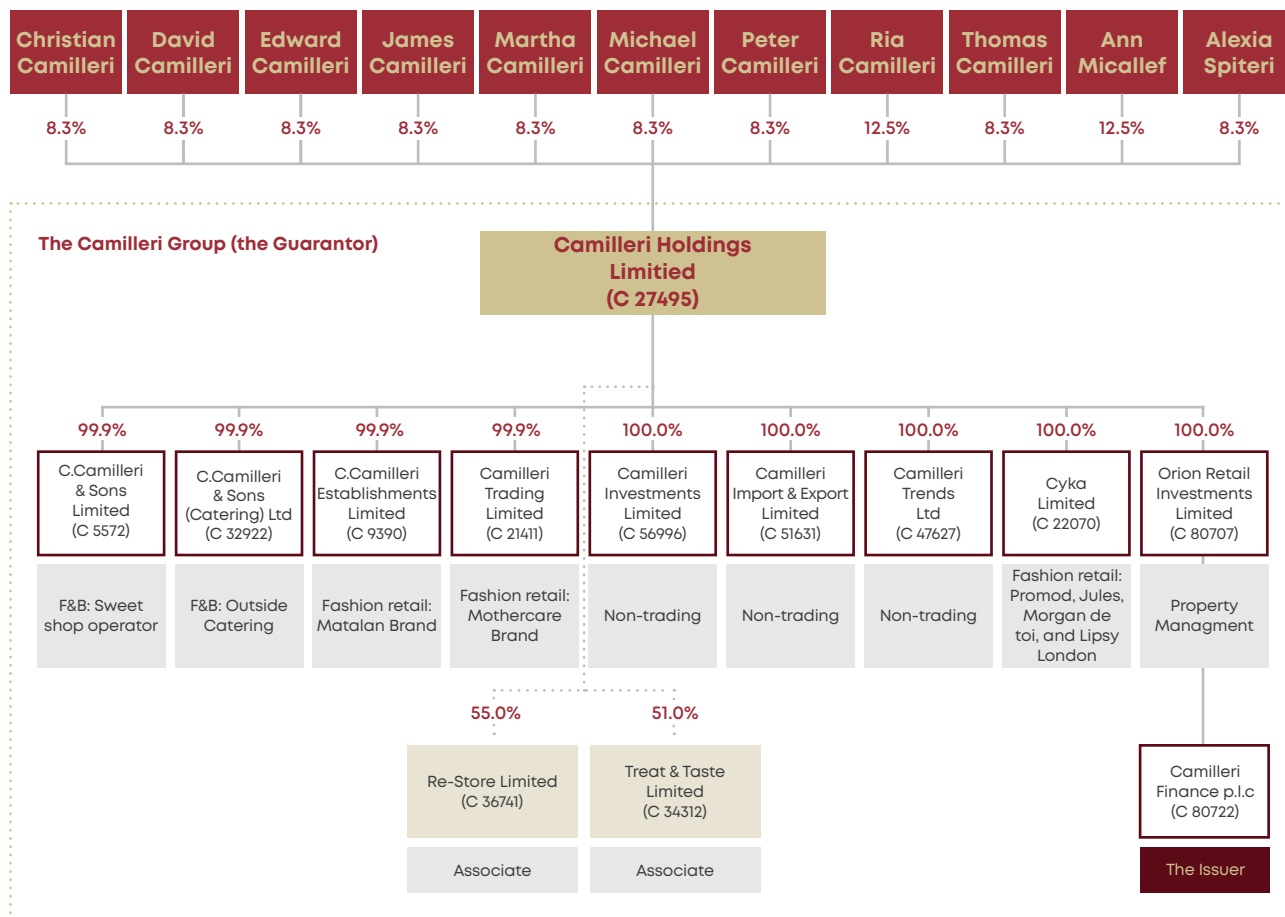 Christian
Camilleri
David
Camilleri
Edward
Camilleri
James
Camilleri
Martha
Camilleri
Michael
Camilleri
Peter
Camilleri
Ria
Camilleri
Thomas
Camilleri
Ann
Micallef
Alexia
Spiteri
8.3%
8.3%
8.3%
8.3%
8.3%
8.3%
8.3%
12.5%
8.3%
12.5%
8.3%
The Camilleri Group (the Guarantor)
Camilleri Holdings
Limitied
(C 27495)
99.9%
99.9%
99.9%
99.9%
100.0%
100.0%
100.0%
100.0%
100.0%
C.Camilleri
& Sons
Limited
(C 5572)
C.Camilleri
& Sons
(Catering) Ltd
(C 32922)
C.Camilleri
Establishments
Limited
(C 9390)
Camilleri
Trading
Limited
(C 21411)
Camilleri
Investments
Limited
(C 56996)
Camilleri
Import & Export
Limited
(C 51631)
Camilleri
Trends
Ltd
(C 47627)
Cyka
Limited
(C 22070)
Orion Retail
Investments
Limited
(C 80707)
F&B: Sweet
shop operator
F&B: Outside
Catering
Fashion retail:
Matalan Brand
Fashion retail:
Mothercare
Brand
Non-trading
Non-trading
Non-trading
Fashion retail:
Promod, Jules,
Morgan de
toi, and Lipsy
London
Property
Managment
55.0%
51.0%
Re-Store Limited
(C 36741)
Treat & Taste
Limited
(C 34312)
Camilleri
Finance p.l.c
(C 80722)
Associate
Associate
The Issuer